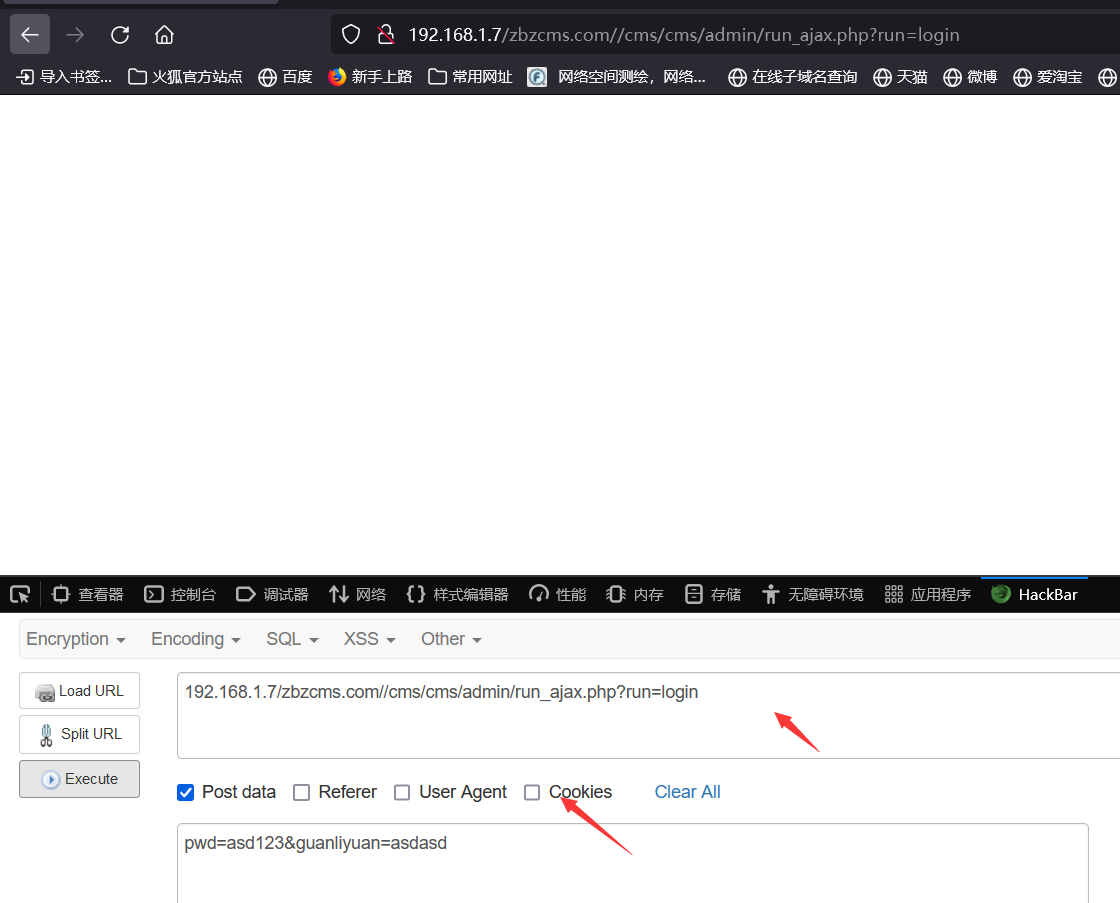 192.168.1.7/zbzcms.com//cms/cms/admin/run_ajax.php?run=login
导入书签... 火狐官方站点 百度 新手上路 常用网址 网络空间测绘，网络... 在线子域名查询 天猫 微博 爱淘宝
查看器 控制台 调试器 网络 样式编辑器 性能 内存 存储 无障碍环境 应用程序 HackBar
Encryption Encoding SQL XSS Other
Load URL
192.168.1.7/zbzcms.com//cms/cms/admin/run_ajax.php?run=login
Split URL
Execute
Post data Referer User Agent Cookies Clear All
pwd=asd123&guanliyuan=asdasd